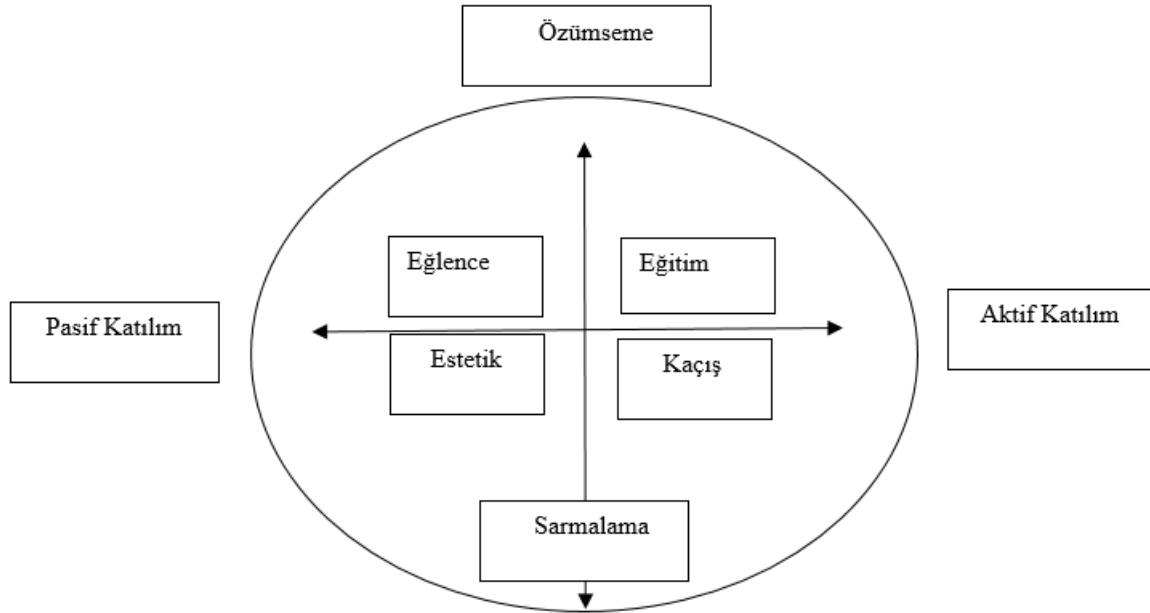 Özümseme
Eğlence
Eğitim
Pasif Katılım
Aktif Katılım
Estetik
Kaçış
Sarmalama